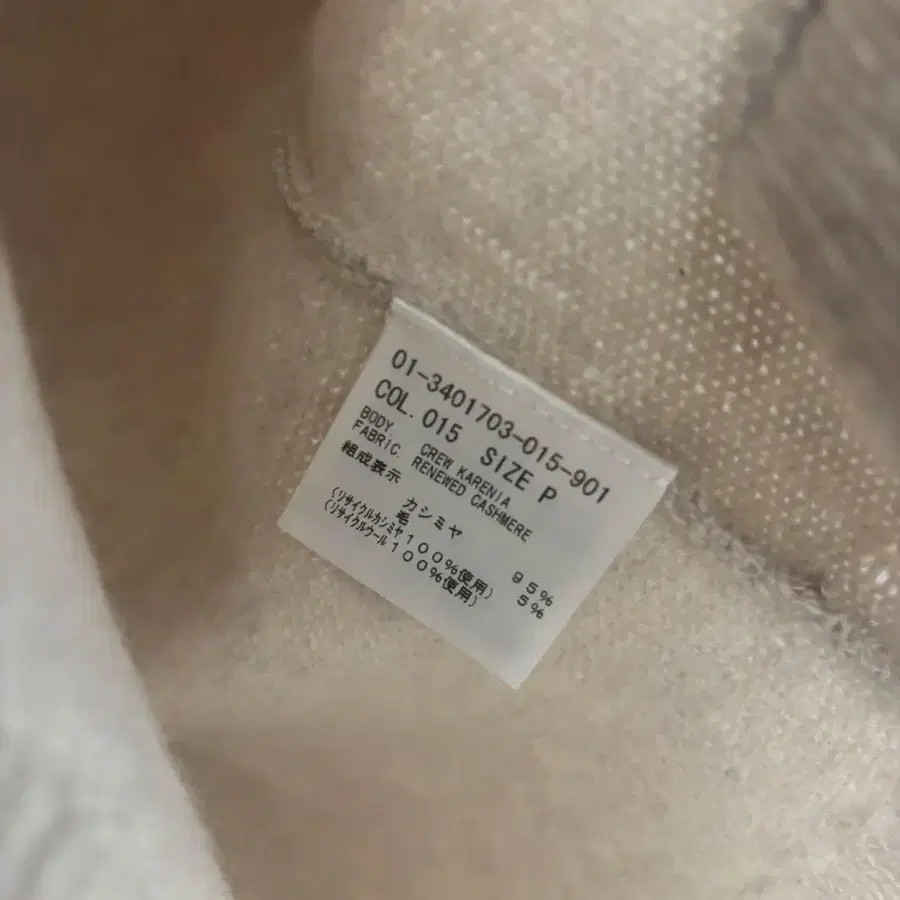 01-3401703-015-901
COL. 015 SIZE P
BODY. CREW KARENIA
FABRIC. RENEWED CASHMERE
組成表示
カシミヤ 95%
毛 5%
(リサイクルカシミヤ100%使用)
(リサイクルウール100%使用)